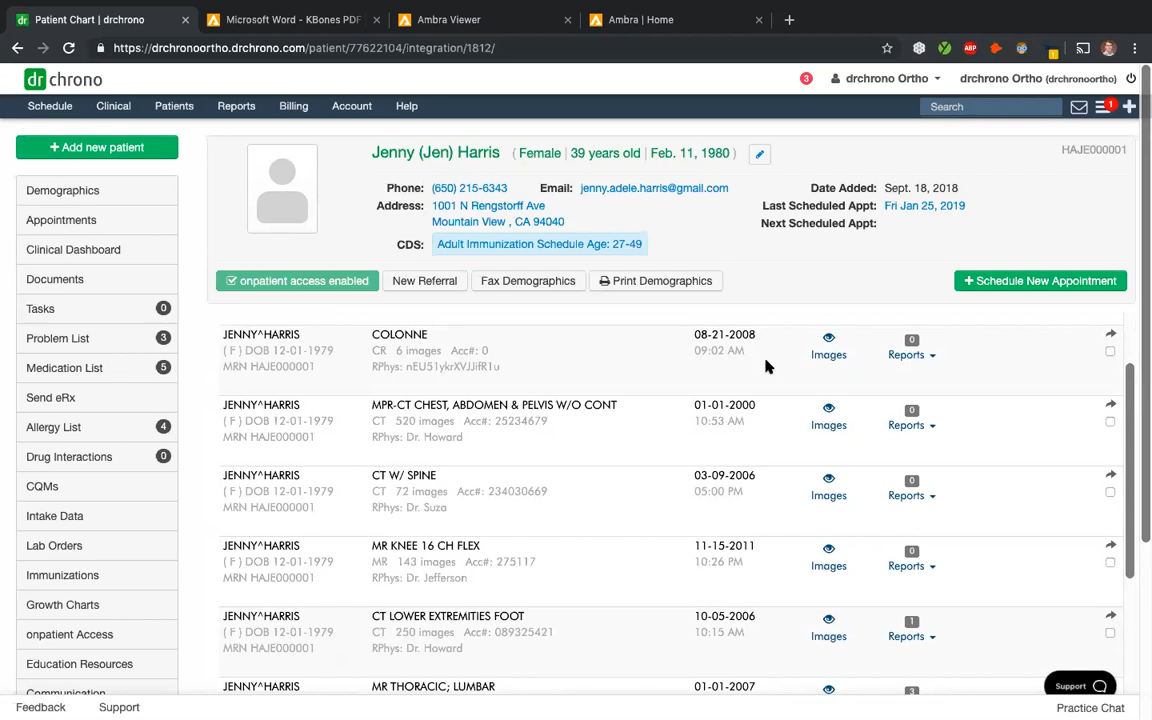 Patient Chart | drchrono
Microsoft Word - KBones PDF
Ambra Viewer
Ambra | Home
https://drchronoortho.drchrono.com/patient/77622104/integration/1812/
ABP
dr chrono
3
drchrono Ortho
drchrono Ortho (drchronoortho)
Schedule Clinical Patients Reports Billing Account Help
Search
1
Add new patient
Demographics
Appointments
Clinical Dashboard
Documents
Tasks 0
Problem List 3
Medication List 5
Send eRx
Allergy List 4
Drug Interactions 0
CQMs
Intake Data
Lab Orders
Immunizations
Growth Charts
onpatient Access
Education Resources
Communication
Jenny (Jen) Harris ( Female | 39 years old | Feb. 11, 1980 )
HAJE000001
Phone: (650) 215-6343 Email: jenny.adele.harris@gmail.com
Address: 1001 N Rengstorff Ave
Mountain View , CA 94040
CDS: Adult Immunization Schedule Age: 27-49
Date Added: Sept. 18, 2018
Last Scheduled Appt: Fri Jan 25, 2019
Next Scheduled Appt:
onpatient access enabled New Referral Fax Demographics Print Demographics
Schedule New Appointment
JENNY^HARRIS COLONNE 08-21-2008 0
( F ) DOB 12-01-1979 CR 6 images Acc#: 0 09:02 AM Images Reports
MRN HAJE000001 RPhys: nEU51ykrXVJJifR1u
JENNY^HARRIS MPR-CT CHEST, ABDOMEN & PELVIS W/O CONT 01-01-2000 0
( F ) DOB 12-01-1979 CT 520 images Acc#: 25234679 10:53 AM Images Reports
MRN HAJE000001 RPhys: Dr. Howard
JENNY^HARRIS CT W/ SPINE 03-09-2006 0
( F ) DOB 12-01-1979 CT 72 images Acc#: 234030669 05:00 PM Images Reports
MRN HAJE000001 RPhys: Dr. Suza
JENNY^HARRIS MR KNEE 16 CH FLEX 11-15-2011 0
( F ) DOB 12-01-1979 MR 143 images Acc#: 275117 10:26 PM Images Reports
MRN HAJE000001 RPhys: Dr. Jefferson
JENNY^HARRIS CT LOWER EXTREMITIES FOOT 10-05-2006 1
( F ) DOB 12-01-1979 CT 250 images Acc#: 089325421 10:15 AM Images Reports
MRN HAJE000001 RPhys: Dr. Howard
JENNY^HARRIS MR THORACIC; LUMBAR 01-01-2007 3
Support
Feedback Support
Practice Chat